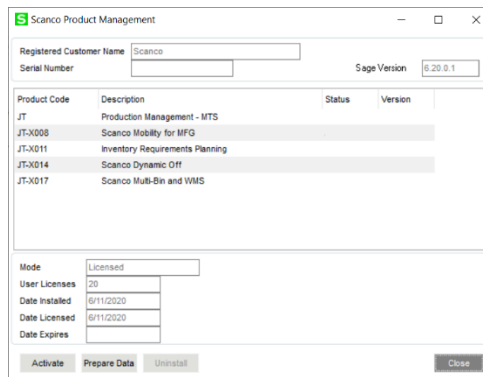 S Scanco Product Management
Registered Customer Name Scanco
Serial Number Sage Version 6.20.0.1
Product Code Description Status Version
JT Production Management - MTS
JT-X008 Scanco Mobility for MFG
JT-X011 Inventory Requirements Planning
JT-X014 Scanco Dynamic Off
JT-X017 Scanco Multi-Bin and WMS
Mode Licensed
User Licenses 20
Date Installed 6/11/2020
Date Licensed 6/11/2020
Date Expires
Activate Prepare Data Uninstall Close